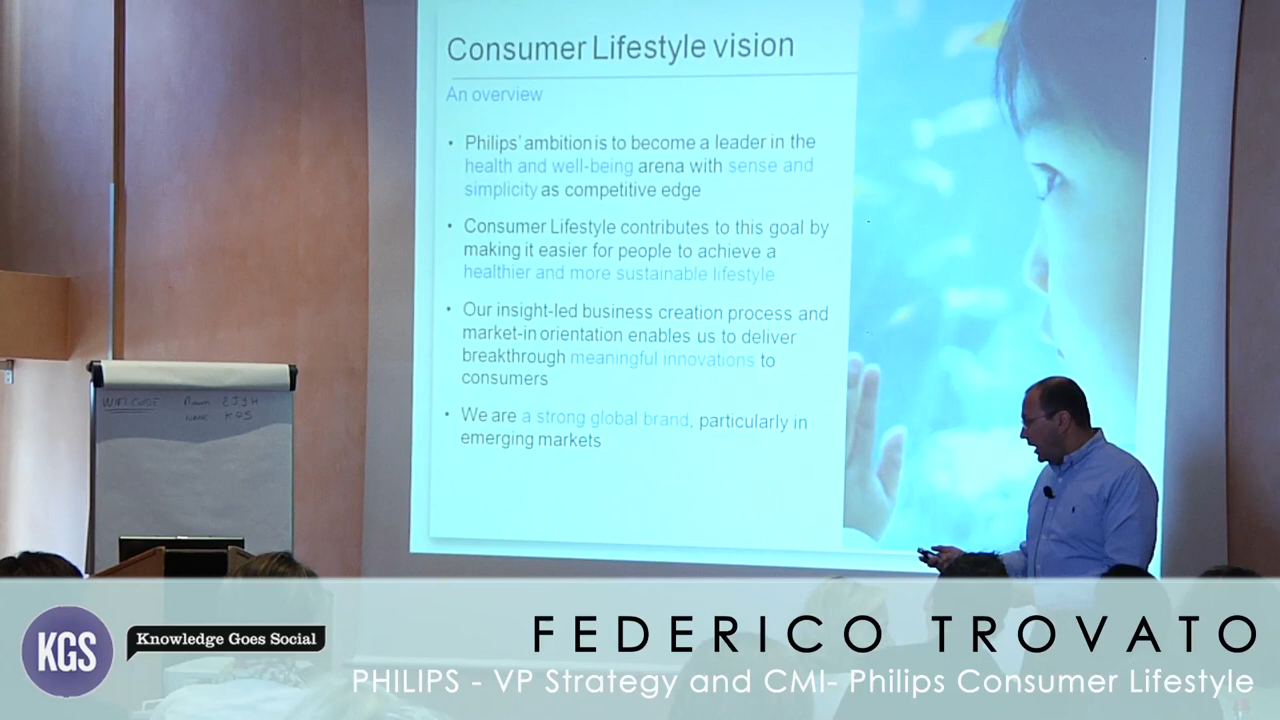 Consumer Lifestyle vision
An overview
• Philips' ambition is to become a leader in the
health and well-being arena with sense and
simplicity as competitive edge
• Consumer Lifestyle contributes to this goal by
making it easier for people to achieve a
healthier and more sustainable lifestyle
• Our insight-led business creation process and
market-in orientation enables us to deliver
breakthrough meaningful innovations to
consumers
• We are a strong global brand, particularly in
emerging markets
WIFI CODE
KGS
Knowledge Goes Social
FEDERICO TROVATO
PHILIPS - VP Strategy and CMI- Philips Consumer Lifestyle